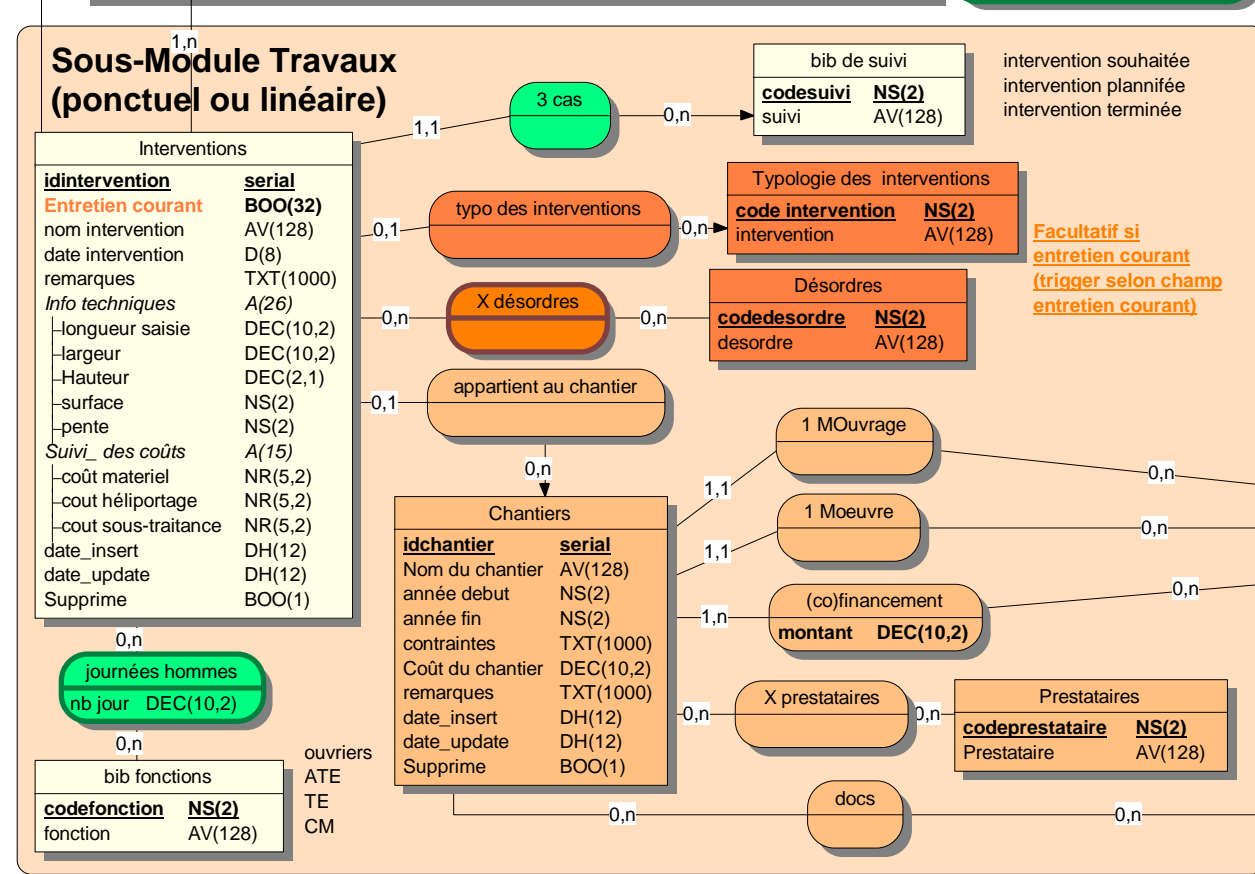 1,n
Sous-Module Travaux
(ponctuel ou linéaire)
3 cas
1,1
0,n
bib de suivi
codesuivi NS(2)
suivi AV(128)
intervention souhaitée
intervention plannifée
intervention terminée
Interventions
idintervention serial
Entretien courant BOO(32)
nom intervention AV(128)
date intervention D(8)
remarques TXT(1000)
Info techniques A(26)
longueur saisie DEC(10,2)
largeur DEC(10,2)
Hauteur DEC(2,1)
surface NS(2)
pente NS(2)
Suivi_ des coûts A(15)
coût materiel NR(5,2)
cout héliportage NR(5,2)
cout sous-traitance NR(5,2)
date_insert DH(12)
date_update DH(12)
Supprime BOO(1)
0,1
typo des interventions
0,n
Typologie des interventions
code intervention NS(2)
intervention AV(128)
Facultatif si
entretien courant
(trigger selon champ
entretien courant)
0,n
X désordres
0,n
Désordres
codedesordre NS(2)
desordre AV(128)
0,1
appartient au chantier
0,n
Chantiers
idchantier serial
Nom du chantier AV(128)
année debut NS(2)
année fin NS(2)
contraintes TXT(1000)
Coût du chantier DEC(10,2)
remarques TXT(1000)
date_insert DH(12)
date_update DH(12)
Supprime BOO(1)
1,1
1 MOuvrage
0,n
1,1
1 Moeuvre
0,n
1,n
(co)financement
montant DEC(10,2)
0,n
0,n
X prestataires
0,n
Prestataires
codeprestataire NS(2)
Prestataire AV(128)
0,n
docs
0,n
0,n
journées hommes
nb jour DEC(10,2)
0,n
bib fonctions
codefonction NS(2)
fonction AV(128)
ouvriers
ATE
TE
CM